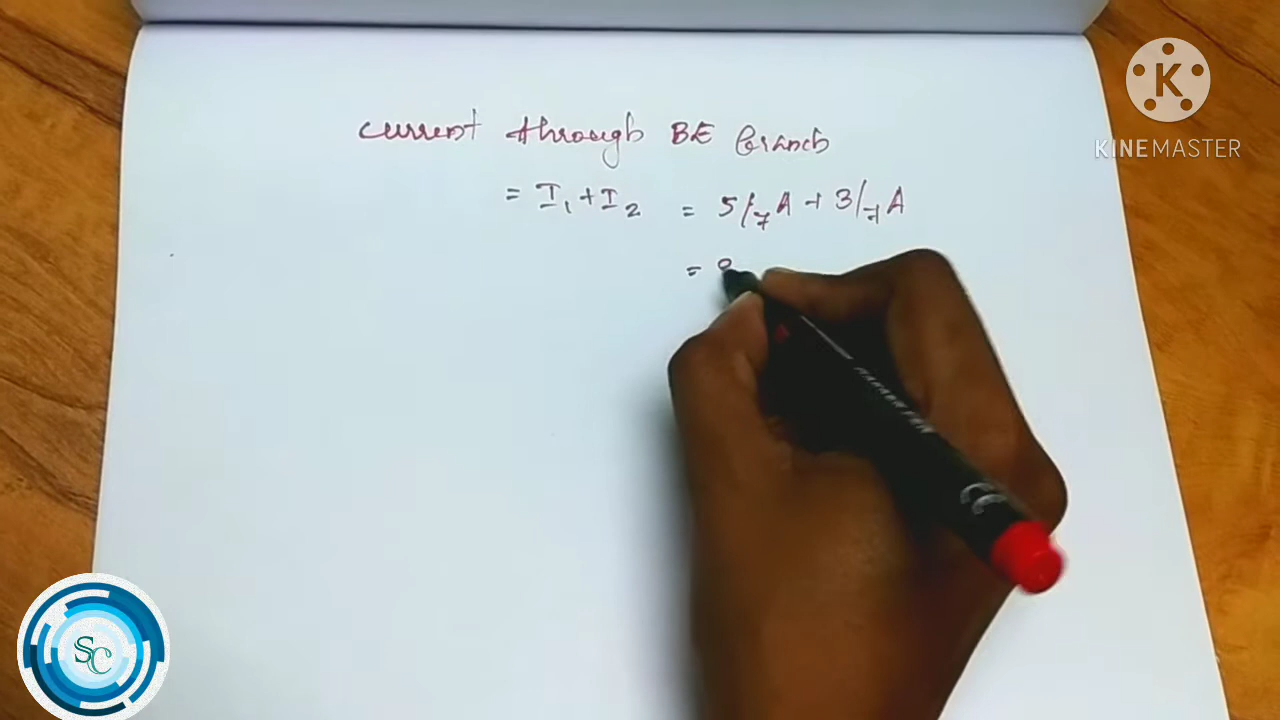 current through BE branch
= I₁ + I₂ = 5/7 A + 3/7 A
=
K
KINEMASTER
SC